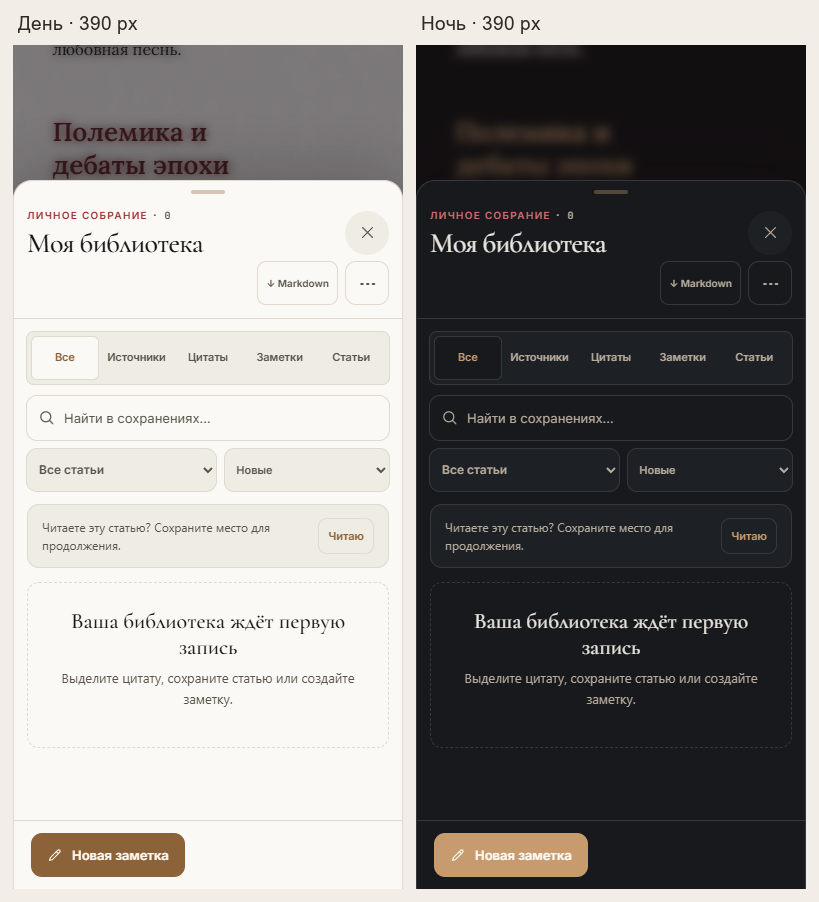 День · 390 px
любовная песнь.
Полемика и
дебаты эпохи
ЛИЧНОЕ СОБРАНИЕ · 0
Моя библиотека
↓ Markdown
Все
Источники
Цитаты
Заметки
Статьи
Найти в сохранениях...
Все статьи
Новые
Читаете эту статью? Сохраните место для
продолжения.
Читаю
Ваша библиотека ждёт первую
запись
Выделите цитату, сохраните статью или создайте
заметку.
Новая заметка
Ночь · 390 px
Полемика и
дебаты эпохи
ЛИЧНОЕ СОБРАНИЕ · 0
Моя библиотека
↓ Markdown
Все
Источники
Цитаты
Заметки
Статьи
Найти в сохранениях...
Все статьи
Новые
Читаете эту статью? Сохраните место для
продолжения.
Читаю
Ваша библиотека ждёт первую
запись
Выделите цитату, сохраните статью или создайте
заметку.
Новая заметка